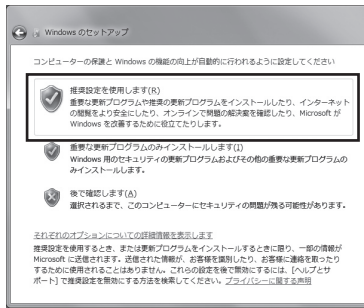 Windows のセットアップ
コンピューターの保護と Windows の機能の向上が自動的に行われるように設定してください
推奨設定を使用します(R)
重要な更新プログラムや推奨の更新プログラムをインストールしたり、インターネット
の閲覧をより安全にしたり、オンラインで問題の解決策を確認したり、Microsoft が
Windows を改善するために役立てたりします。
重要な更新プログラムのみインストールします(I)
Windows 用のセキュリティの更新プログラムおよびその他の重要な更新プログラムの
みインストールします。
後で確認します(A)
選択されるまで、このコンピューターにセキュリティの問題が残る可能性があります。
それぞれのオプションについての詳細情報を表示します
推奨設定を使用するとき、または更新プログラムをインストールするときに限り、一部の情報が
Microsoft に送信されます。送信された情報が、お客様を識別したり、お客様に連絡を取ったり
するために使用されることはありません。これらの設定を後で無効にするには、[ヘルプとサ
ポート] で推奨設定を無効にする方法を検索してください。プライバシーに関する声明